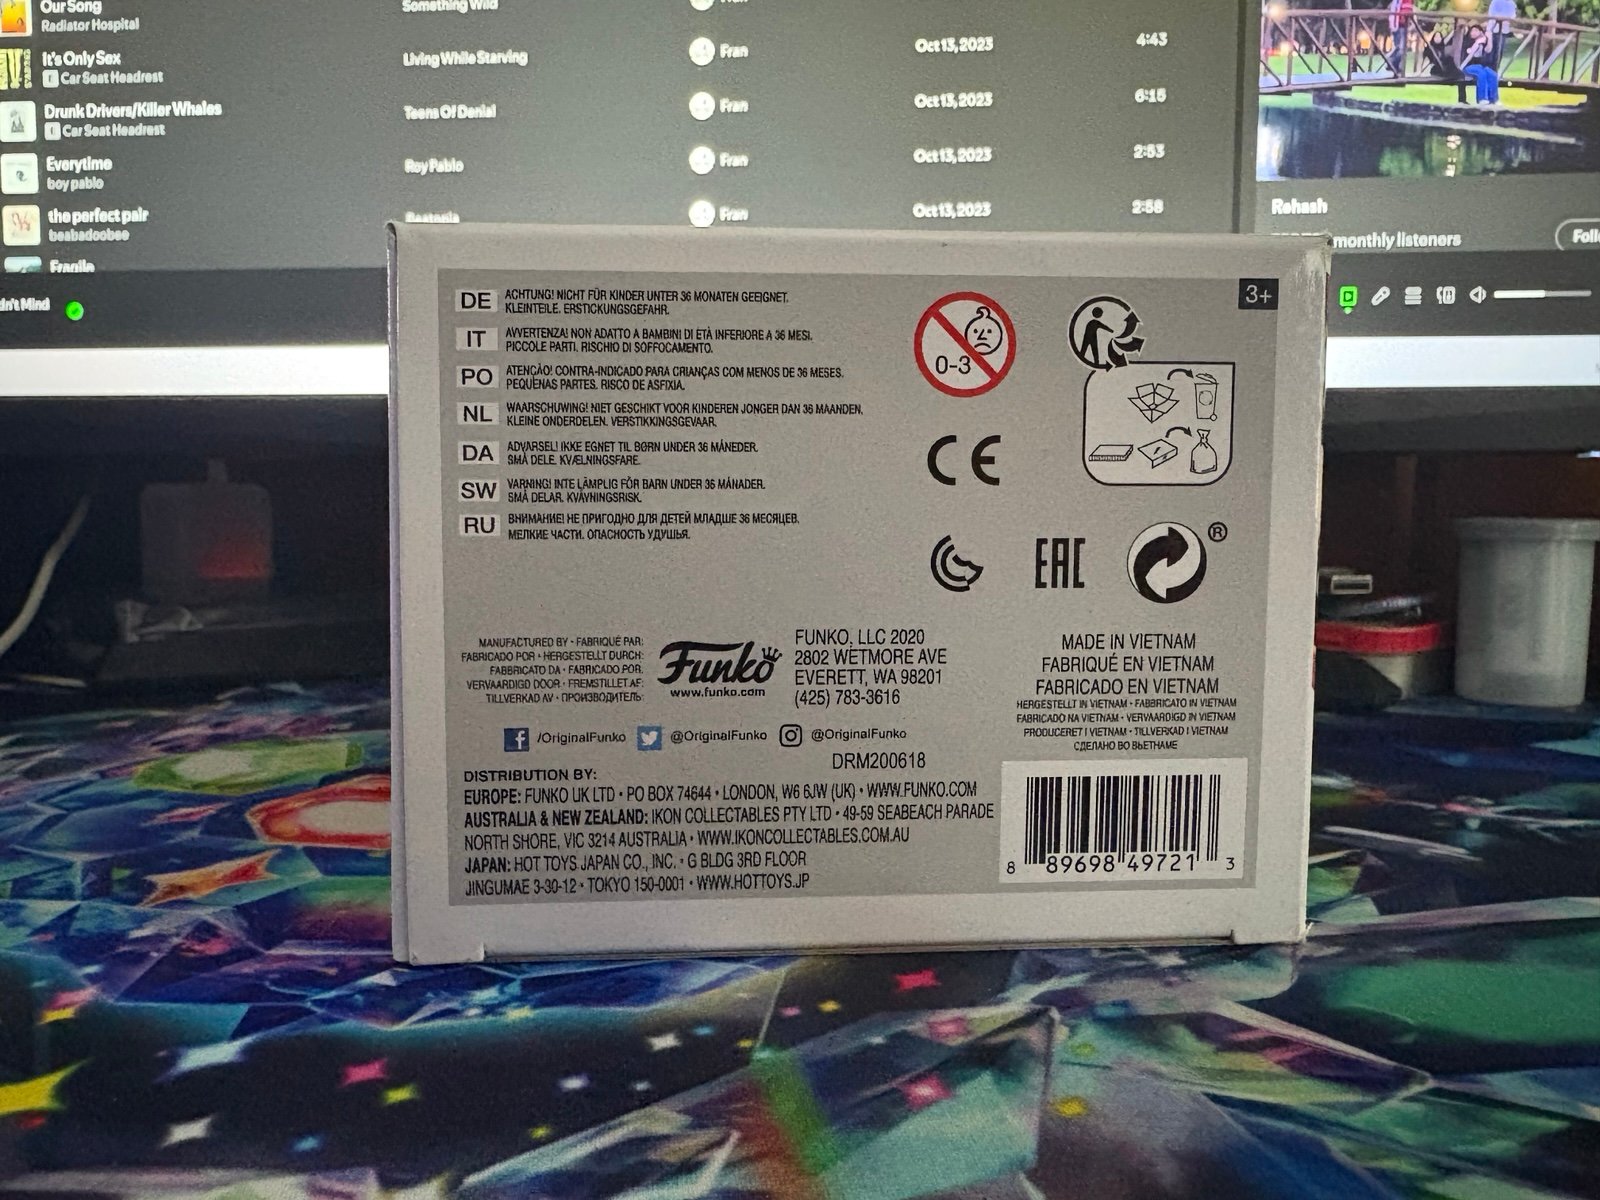 Our Song
Something Wild
Fran
Radiator Hospital
It's Only Sex
Living While Starving
Fran
Oct 13, 2023
4:43
E Car Seat Headrest
Drunk Drivers/Killer Whales
Teens Of Denial
Fran
Oct 13, 2023
6:15
E Car Seat Headrest
Everytime
Roy Pablo
Fran
Oct 13, 2023
2:53
boy pablo
the perfect pair
Beatopia
Fran
Oct 13, 2023
2:58
beabadoobee
Fragile
Rehash
monthly listeners
Foll
dn't Mind
3+
DE ACHTUNG! NICHT FÜR KINDER UNTER 36 MONATEN GEEIGNET.
KLEINTEILE. ERSTICKUNGSGEFAHR.
IT AVVERTENZA! NON ADATTO A BAMBINI DI ETÀ INFERIORE A 36 MESI.
PICCOLE PARTI. RISCHIO DI SOFFOCAMENTO.
PO ATENÇÃO! CONTRA-INDICADO PARA CRIANÇAS COM MENOS DE 36 MESES.
PEQUENAS PARTES. RISCO DE ASFIXIA.
NL WAARSCHUWING! NIET GESCHIKT VOOR KINDEREN JONGER DAN 36 MAANDEN.
KLEINE ONDERDELEN. VERSTIKKINGSGEVAAR.
DA ADVARSEL! IKKE EGNET TIL BØRN UNDER 36 MÅNEDER.
SMÅ DELE. KVÆLNINGSFARE.
SW VARNING! INTE LÄMPLIG FÖR BARN UNDER 36 MÅNADER.
SMÅ DELAR. KVÄVNINGSRISK.
RU ВНИМАНИЕ! НЕ ПРИГОДНО ДЛЯ ДЕТЕЙ МЛАДШЕ 36 МЕСЯЦЕВ.
МЕЛКИЕ ЧАСТИ. ОПАСНОСТЬ УДУШЬЯ.
0-3
CE
EAC
®
MANUFACTURED BY • FABRIQUÉ PAR:
FABRICADO POR • HERGESTELLT DURCH:
FABBRICATO DA • FABRICADO POR.
VERVAARDIGD DOOR • FREMSTILLET AF:
TILLVERKAD AV • ПРОИЗВОДИТЕЛЬ:
Funko
www.funko.com
FUNKO, LLC 2020
2802 WETMORE AVE
EVERETT, WA 98201
(425) 783-3616
MADE IN VIETNAM
FABRIQUÉ EN VIETNAM
FABRICADO EN VIETNAM
HERGESTELLT IN VIETNAM • FABBRICATO IN VIETNAM
FABRICADO NA VIETNAM • VERVAARDIGD IN VIETNAM
PRODUCERET I VIETNAM • TILLVERKAD I VIETNAM
СДЕЛАНО ВО ВЬЕТНАМЕ
/OriginalFunko @OriginalFunko @OriginalFunko
DRM200618
DISTRIBUTION BY:
EUROPE: FUNKO UK LTD • PO BOX 74644 • LONDON, W6 6JW (UK) • WWW.FUNKO.COM
AUSTRALIA & NEW ZEALAND: IKON COLLECTABLES PTY LTD • 49-59 SEABEACH PARADE
NORTH SHORE, VIC 3214 AUSTRALIA • WWW.IKONCOLLECTABLES.COM.AU
JAPAN: HOT TOYS JAPAN CO., INC. • G BLDG 3RD FLOOR
JINGUMAE 3-30-12 • TOKYO 150-0001 • WWW.HOTTOYS.JP
8 89698 49721 3